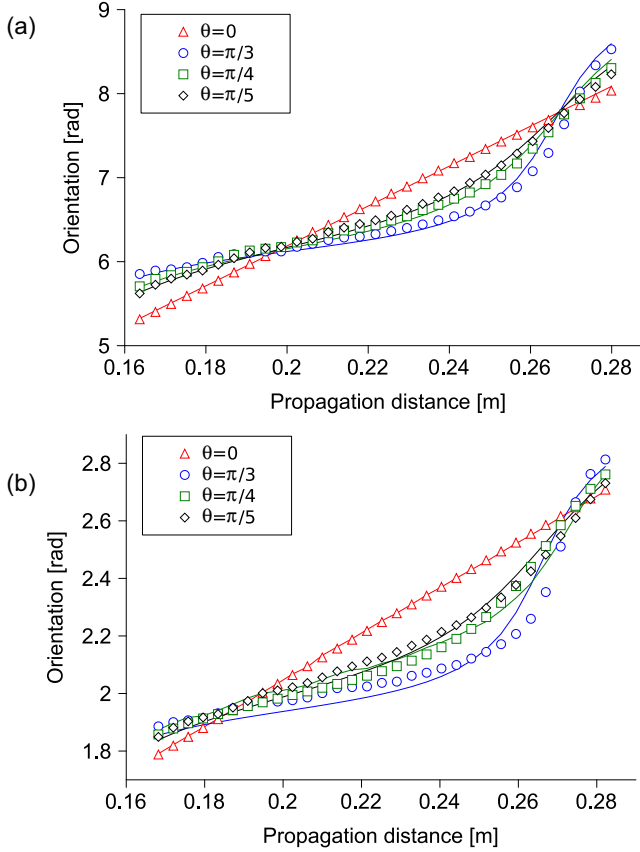 (a)
θ=0
θ=π/3
θ=π/4
θ=π/5
Orientation [rad]
9
8
7
6
5
0.16 0.18 0.2 0.22 0.24 0.26 0.28
Propagation distance [m]
(b)
θ=0
θ=π/3
θ=π/4
θ=π/5
Orientation [rad]
2.8
2.6
2.4
2.2
2
1.8
0.16 0.18 0.2 0.22 0.24 0.26 0.28
Propagation distance [m]